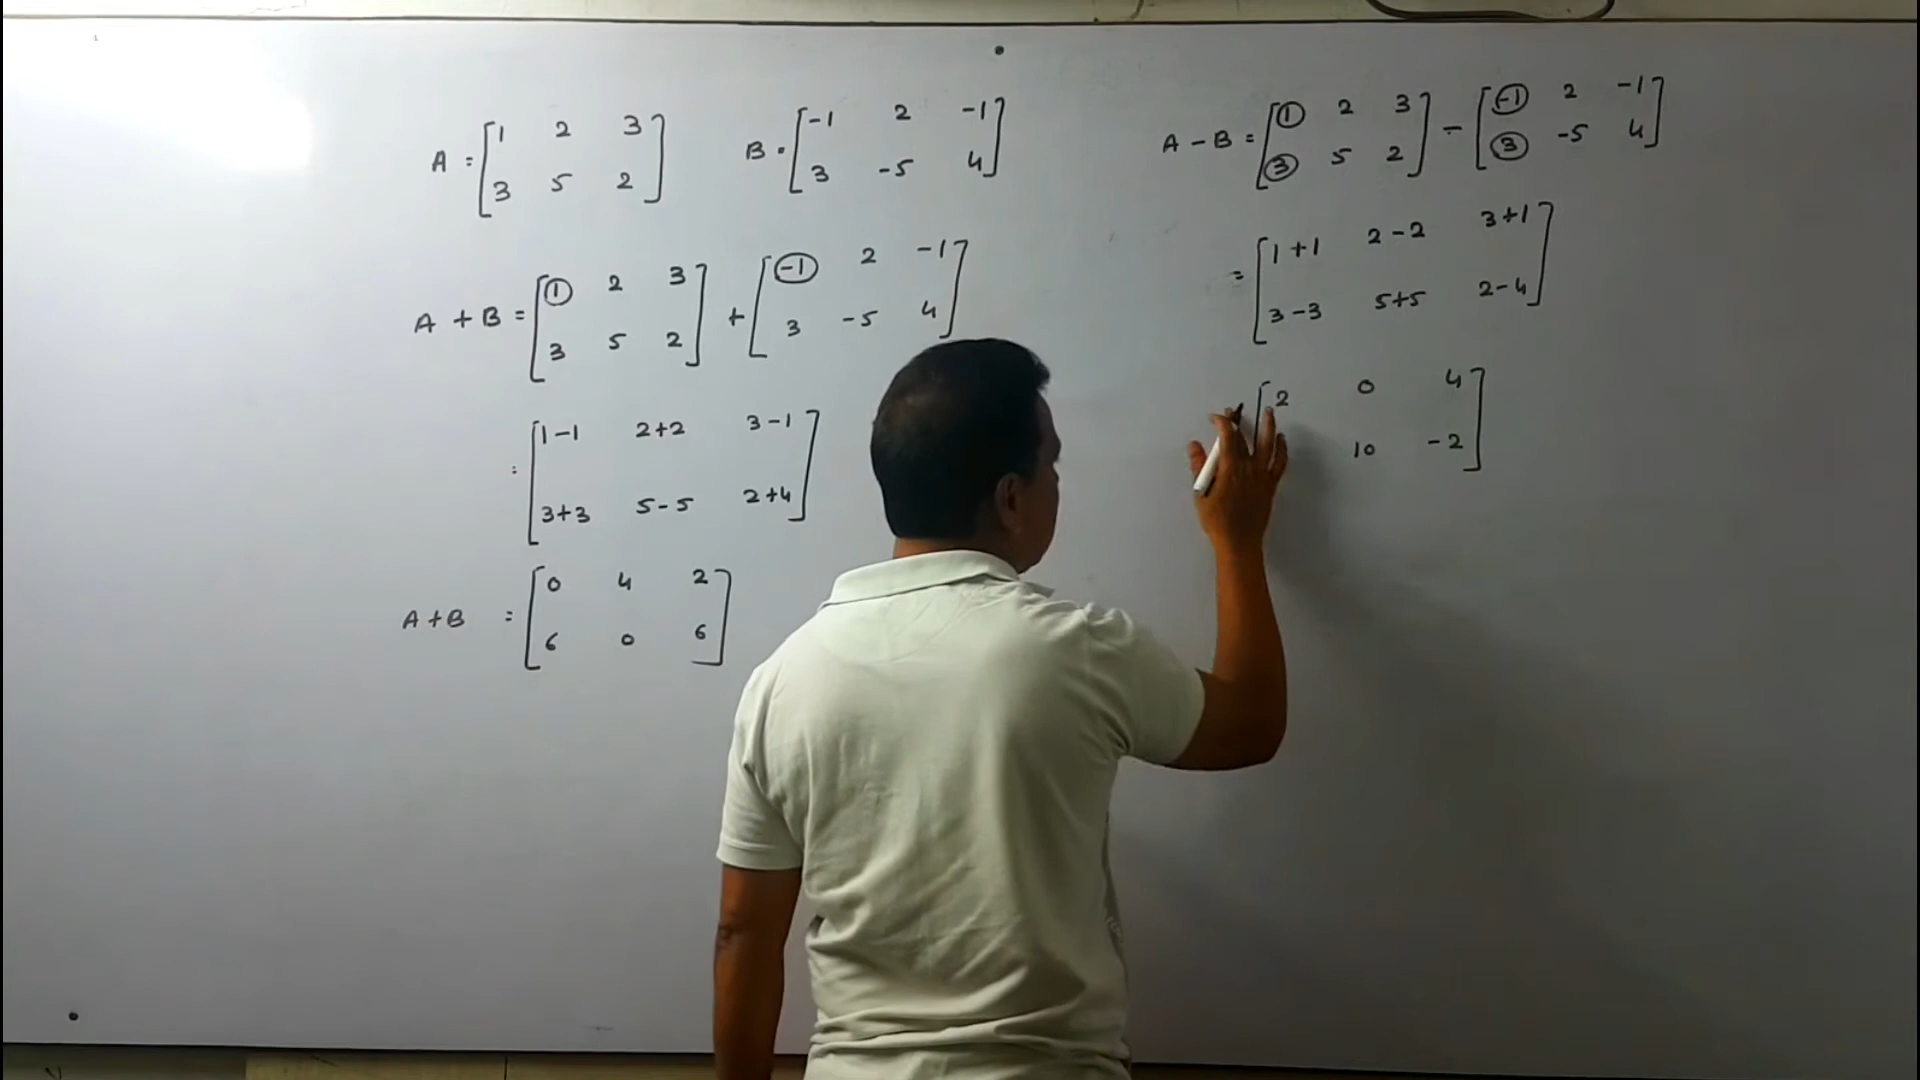 A = [1 2 3
3 5 2]
B = [-1 2 -1
3 -5 4]
A + B = [1 2 3
3 5 2] + [-1 2 -1
3 -5 4]
= [1-1 2+2 3-1
3+3 5-5 2+4]
A+B = [0 4 2
6 0 6]
A - B = [1 2 3
3 5 2] - [-1 2 -1
3 -5 4]
= [1+1 2-2 3+1
3-3 5+5 2-4]
[2 0 4
10 -2]